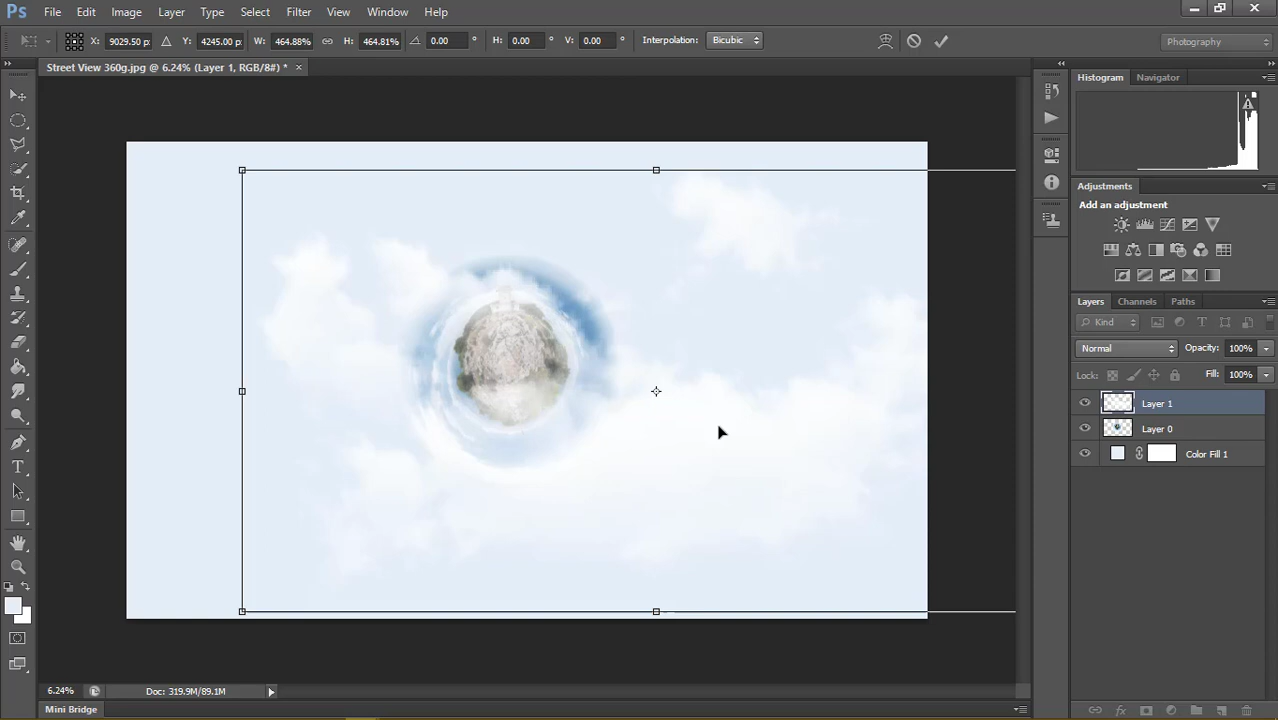 Ps File Edit Image Layer Type Select Filter View Window Help
X: 9029.50 px Y: 4245.00 px W: 464.88% H: 464.81% 0.00 ° H: 0.00 ° V: 0.00 ° Interpolation: Bicubic Photography
Street View 360g.jpg @ 6.24% (Layer 1, RGB/8#) * ×
Histogram Navigator
Adjustments
Add an adjustment
Layers Channels Paths
Kind
Normal Opacity: 100%
Lock: Fill: 100%
Layer 1
Layer 0
Color Fill 1
6.24% Doc: 319.9M/89.1M
Mini Bridge